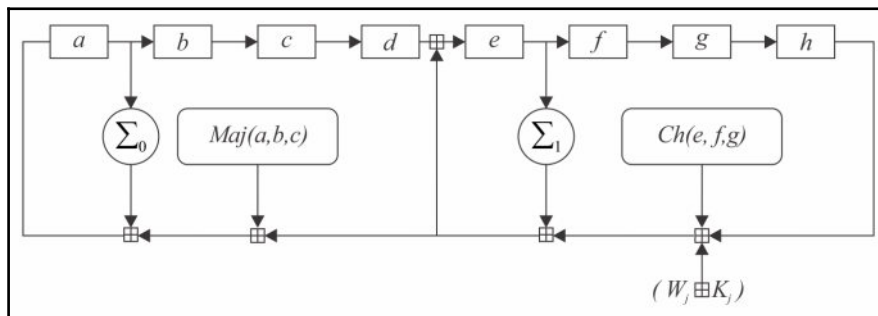 a b c d e f g h
∑0 Maj(a,b,c) ∑1 Ch(e, f,g)
(Wj ⊞ Kj)